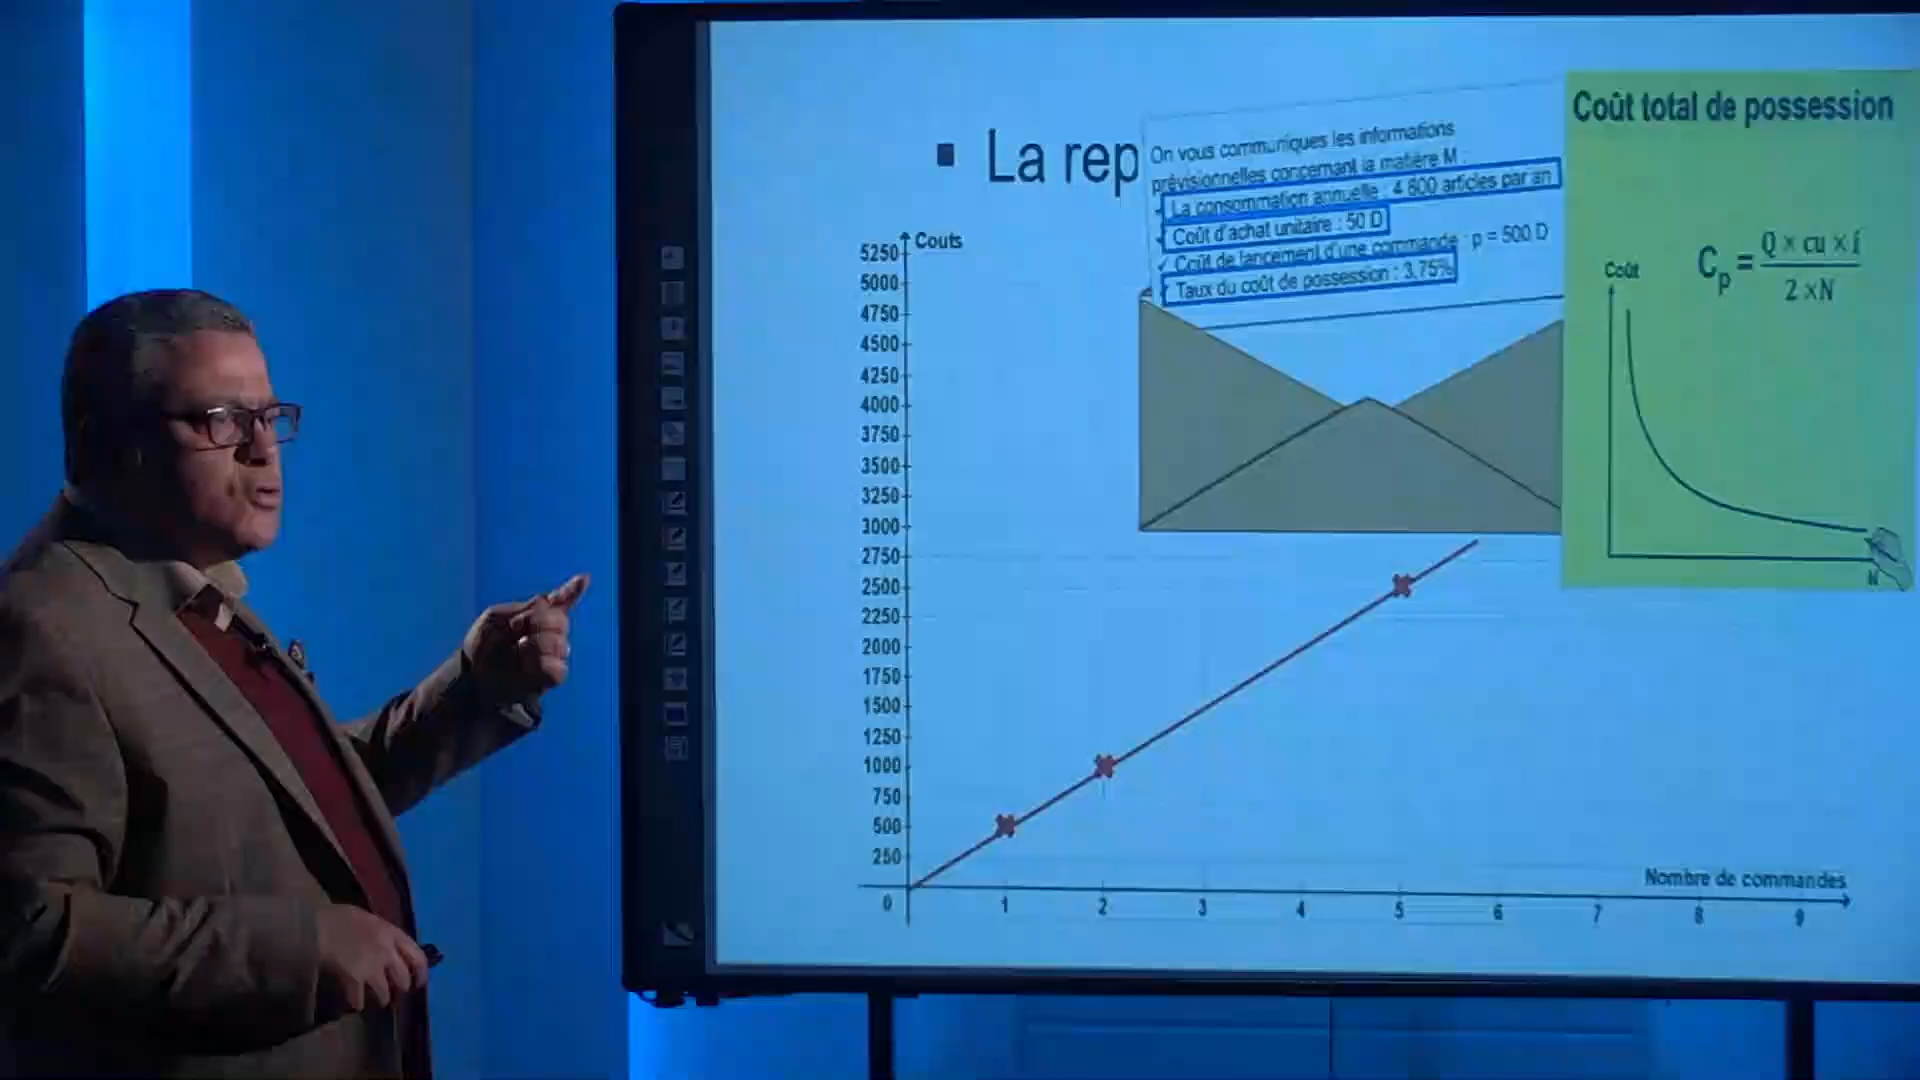 ▪ La rep
On vous communiques les informations
prévisionnelles concernant la matière M :
La consommation annuelle : 4 800 articles par an
✓ Coût d'achat unitaire : 50 D
✓ Coût de lancement d'une commande : p = 500 D
Taux du coût de possession : 3,75%
Coût total de possession
Cp = Q × cu × i
2 ×N
Coût
N
Couts
5250
5000
4750
4500
4250
4000
3750
3500
3250
3000
2750
2500
2250
2000
1750
1500
1250
1000
750
500
250
Nombre de commandes
0 1 2 3 4 5 6 7 8 9